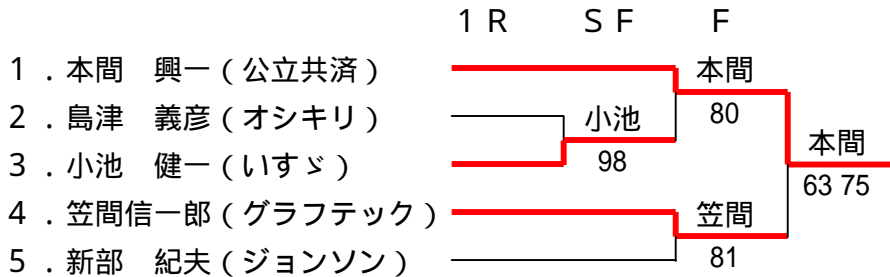 1R SF F
1．本間　興一（公立共済） 本間
2．島津　義彦（オシキリ） 小池 80
本間
3．小池　健一（いすゞ） 98
63 75
4．笠間信一郎（グラフテック） 笠間
5．新部　紀夫（ジョンソン） 81